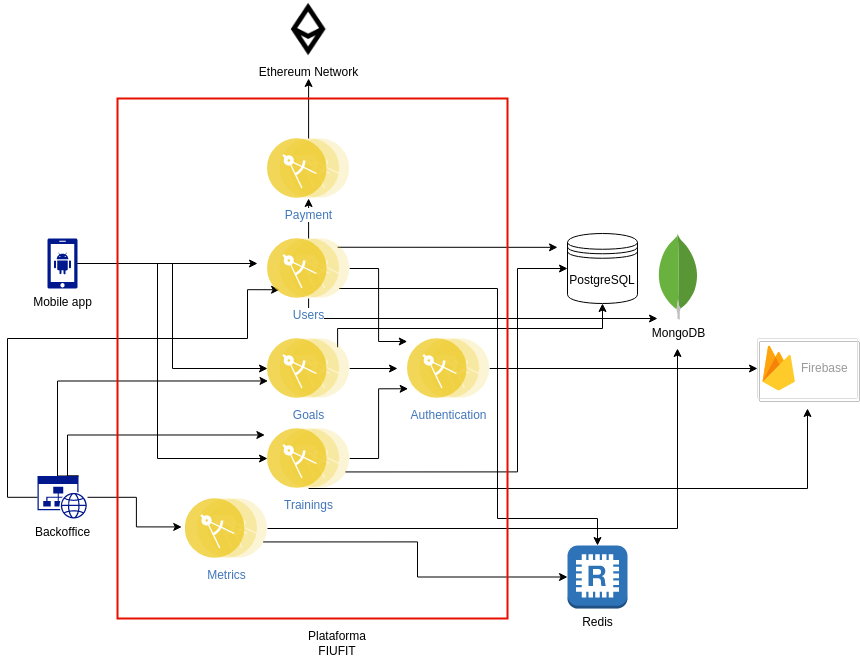 Ethereum Network
Payment
Mobile app
Users
PostgreSQL
MongoDB
Firebase
Goals
Authentication
Trainings
Backoffice
Metrics
R
Redis
Plataforma
FIUFIT